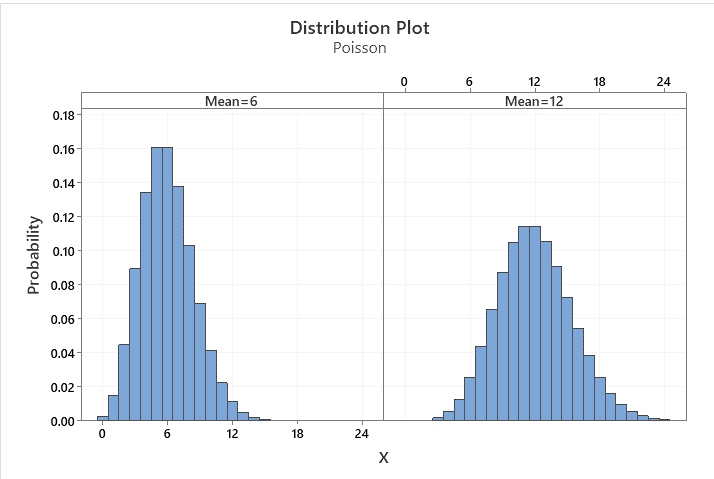 Distribution Plot
Poisson
0 6 12 18 24
Mean=6 Mean=12
0.18
0.16
0.14
0.12
0.10
0.08
0.06
0.04
0.02
0.00
Probability
0 6 12 18 24
X